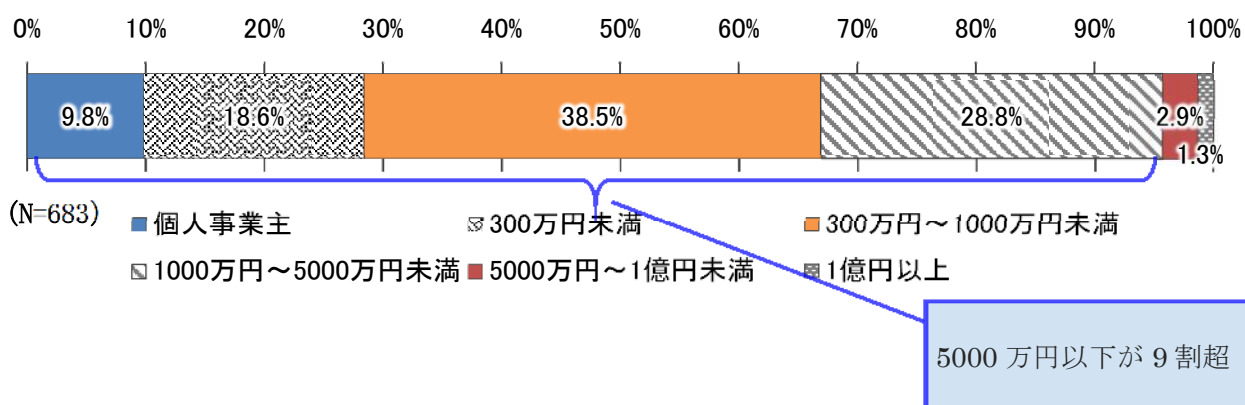 0% 10% 20% 30% 40% 50% 60% 70% 80% 90% 100%
9.8% 18.6% 38.5% 28.8% 2.9%
1.3%
(N=683)
個人事業主 300万円未満 300万円～1000万円未満
1000万円～5000万円未満 5000万円～1億円未満 1億円以上
5000 万円以下が 9 割超